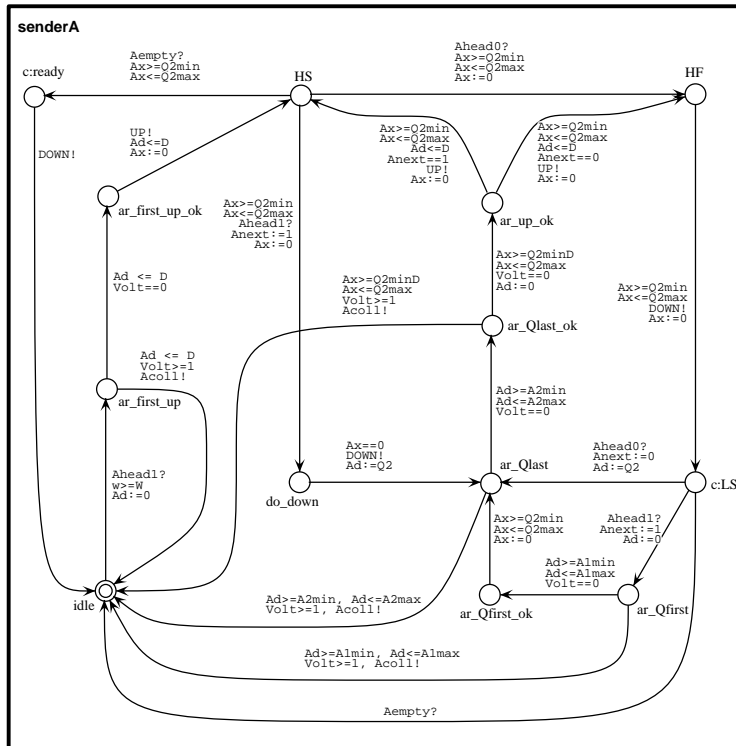 senderA
Aempty?
Ax>=Q2min
Ax<=Q2max
c:ready
HS
Ahead0?
Ax>=Q2min
Ax<=Q2max
Ax:=0
HF
DOWN!
UP!
Ad<=D
Ax:=0
ar_first_up_ok
Ax>=Q2min
Ax<=Q2max
Ad<=D
Anext==1
UP!
Ax:=0
Ax>=Q2min
Ax<=Q2max
Ad<=D
Anext==0
UP!
Ax:=0
ar_up_ok
Ax>=Q2min
Ax<=Q2max
Ahead1?
Anext:=1
Ax:=0
Ad <= D
Volt==0
Ax>=Q2minD
Ax<=Q2max
Volt>=1
Acoll!
Ax>=Q2minD
Ax<=Q2max
Volt==0
Ad:=0
Ax>=Q2min
Ax<=Q2max
DOWN!
Ax:=0
ar_Qlast_ok
Ad <= D
Volt>=1
Acoll!
ar_first_up
Ad>=A2min
Ad<=A2max
Volt==0
Ahead1?
w>=W
Ad:=0
Ax==0
DOWN!
Ad:=Q2
do_down
ar_Qlast
Ahead0?
Anext:=0
Ad:=Q2
c:LS
Ax>=Q2min
Ax<=Q2max
Ax:=0
Ahead1?
Anext:=1
Ad:=0
Ad>=A1min
Ad<=A1max
Volt==0
idle
Ad>=A2min, Ad<=A2max
Volt>=1, Acoll!
ar_Qfirst_ok
ar_Qfirst
Ad>=A1min, Ad<=A1max
Volt>=1, Acoll!
Aempty?